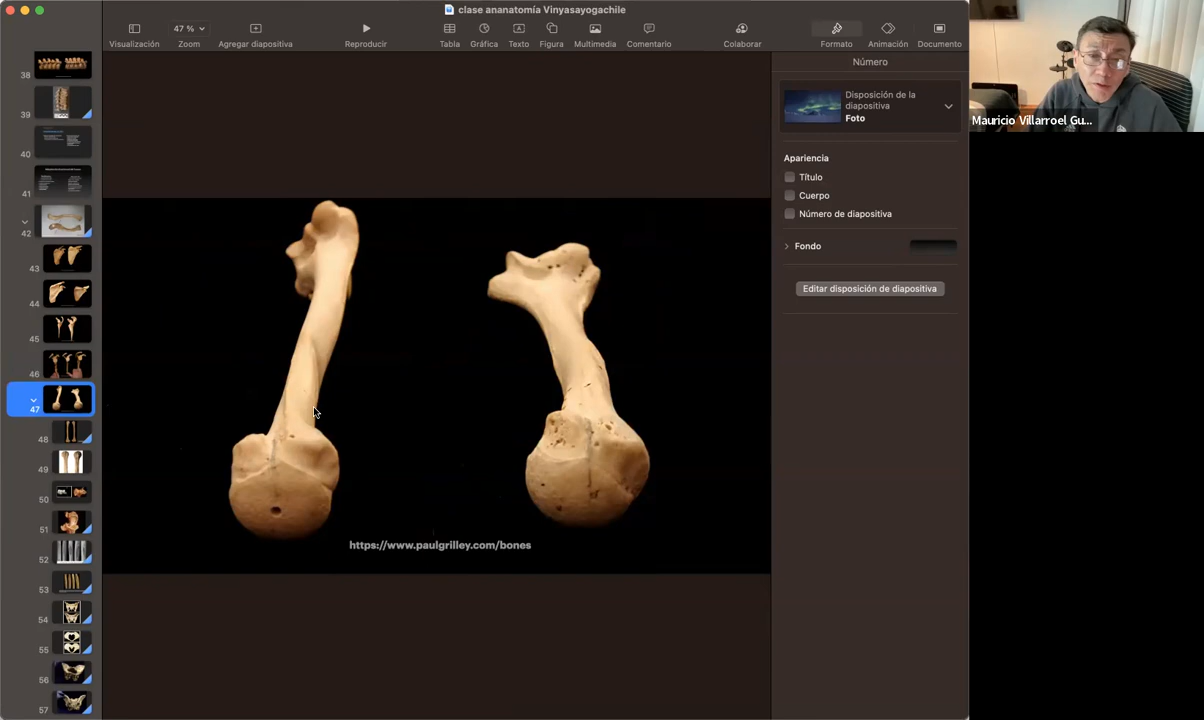 clase ananatomía Vinyasayogachile
47 %
Visualización
Zoom
Agregar diapositiva
Reproducir
Tabla
Gráfica
Texto
Figura
Multimedia
Comentario
Colaborar
Formato
Animación
Documento
38
39
40
41
42
43
44
45
46
47
48
49
50
51
52
53
54
55
56
57
https://www.paulgrilley.com/bones
Número
Disposición de la
diapositiva
Foto
Apariencia
Título
Cuerpo
Número de diapositiva
Fondo
Editar disposición de diapositiva
Mauricio Villarroel Gu...